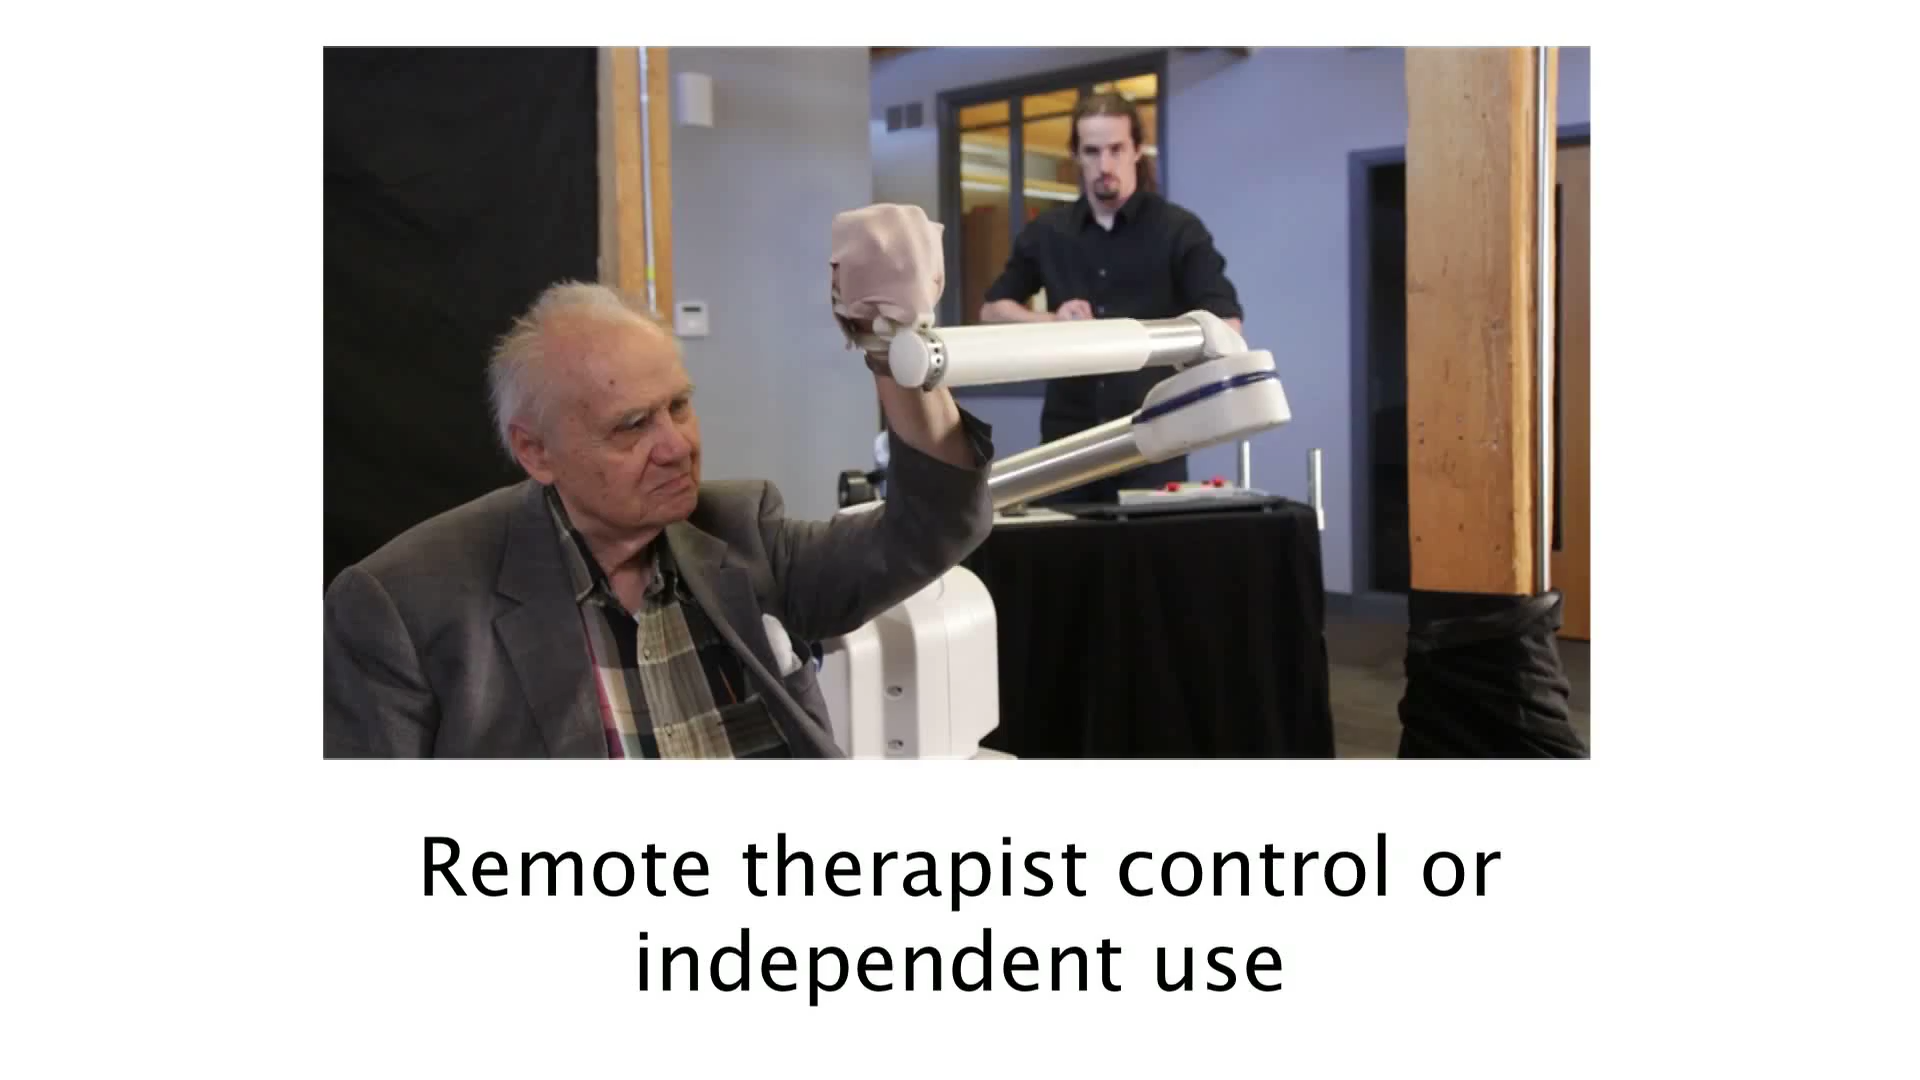 Remote therapist control or
independent use